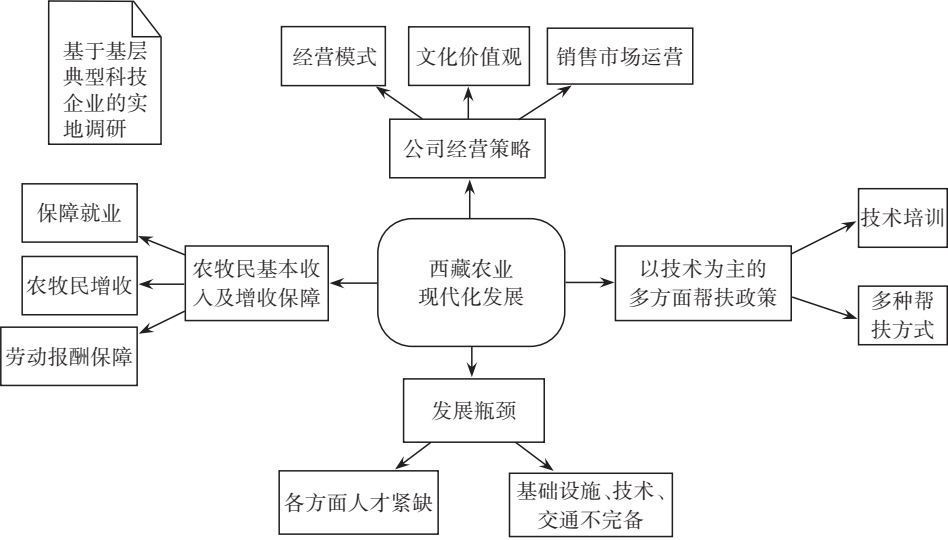 基于基层
典型科技
企业的实
地调研
经营模式
文化价值观
销售市场运营
公司经营策略
保障就业
农牧民增收
劳动报酬保障
农牧民基本收
入及增收保障
西藏农业
现代化发展
以技术为主的
多方面帮扶政策
技术培训
多种帮
扶方式
发展瓶颈
各方面人才紧缺
基础设施、技术、
交通不完备